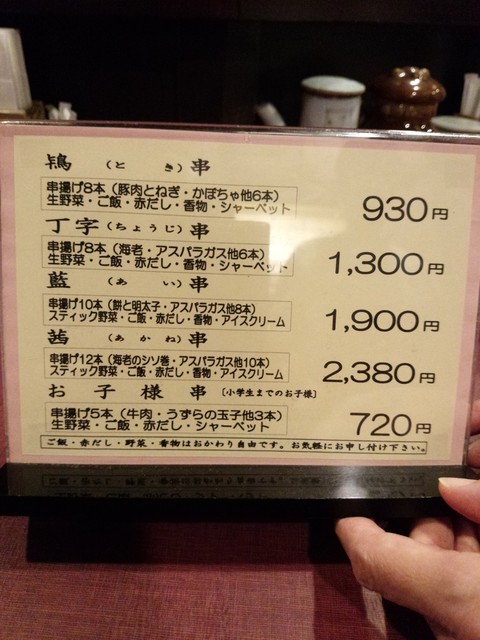 鴇(とき)串
串揚げ8本(豚肉とねぎ・かぼちゃ他6本)
生野菜・ご飯・赤だし・香物・シャーベット
930円
丁字(ちょうじ)串
串揚げ8本(海老・アスパラガス他6本)
生野菜・ご飯・赤だし・香物・シャーベット
1,300円
藍(あい)串
串揚げ10本(餅と明太子・アスパラガス他8本)
スティック野菜・ご飯・赤だし・香物・アイスクリーム
1,900円
茜(あかね)串
串揚げ12本(海老のシソ巻・アスパラガス他10本)
スティック野菜・ご飯・赤だし・香物・アイスクリーム
2,380円
お子様串[小学生までのお子様]
串揚げ5本(牛肉・うずらの玉子他3本)
生野菜・ご飯・赤だし・シャーベット
720円
ご飯・赤だし・野菜・香物はおかわり自由です。お気軽にお申し付け下さい。